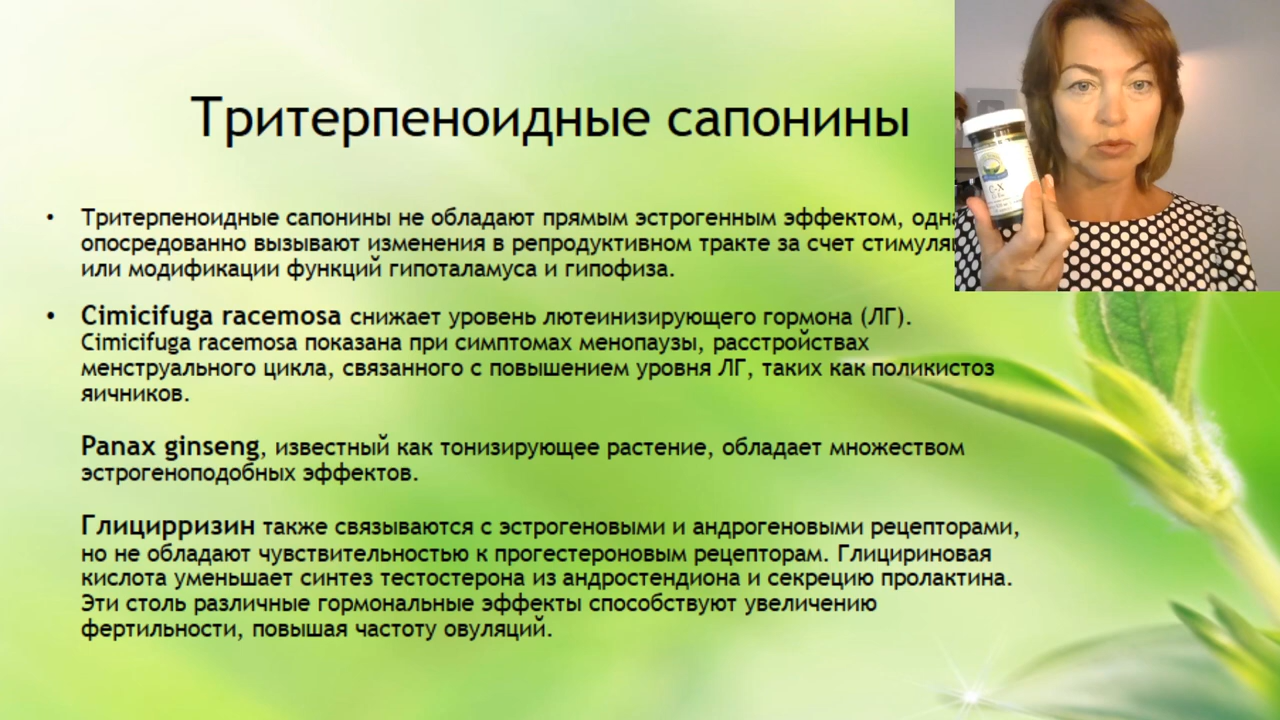 Тритерпеноидные сапонины
• Тритерпеноидные сапонины не обладают прямым эстрогенным эффектом,
опосредованно вызывают изменения в репродуктивном тракте за счет
или модификации функций гипоталамуса и гипофиза.
• Cimicifuga racemosa снижает уровень лютеинизирующего гормона (ЛГ).
Cimicifuga racemosa показана при симптомах менопаузы, расстройствах
менструального цикла, связанного с повышением уровня ЛГ, таких как поликистоз
яичников.
Panax ginseng, известный как тонизирующее растение, обладает множеством
эстрогеноподобных эффектов.
Глицирризин также связываются с эстрогеновыми и андрогеновыми рецепторами,
но не обладают чувствительностью к прогестероновым рецепторам. Глицириновая
кислота уменьшает синтез тестостерона из андростендиона и секрецию пролактина.
Эти столь различные гормональные эффекты способствуют увеличению
фертильности, повышая частоту овуляций.
C-X